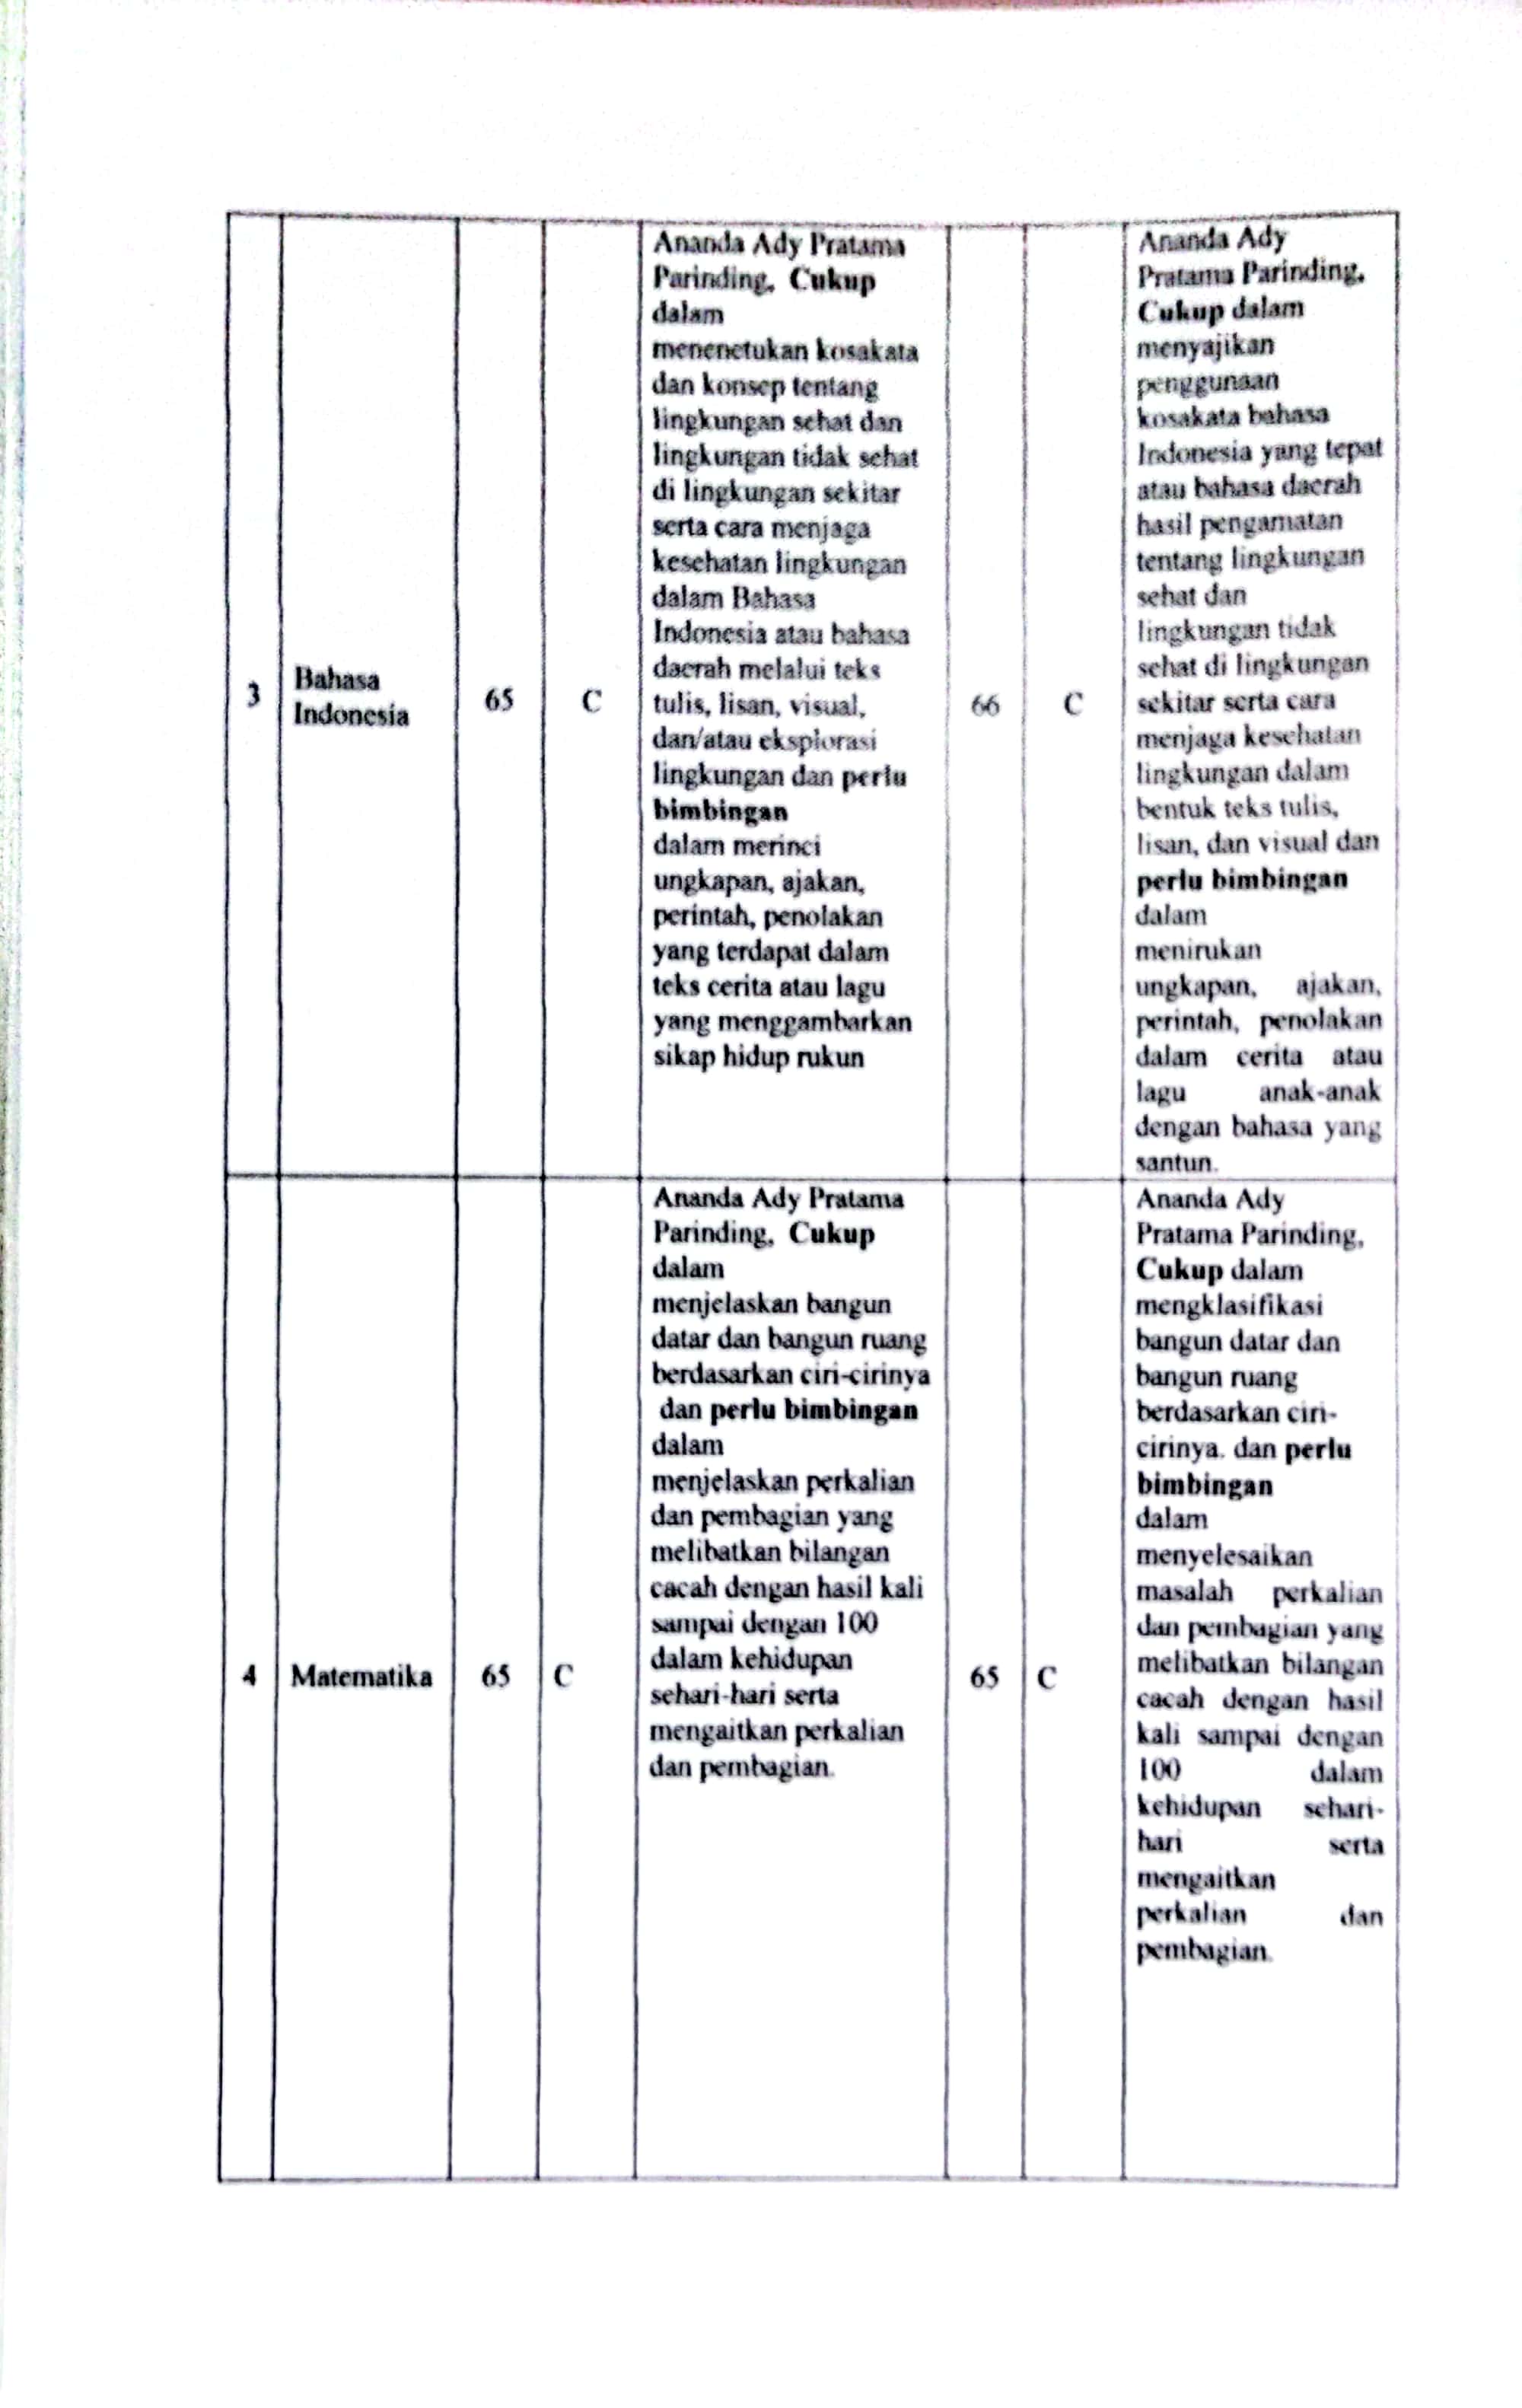 3
Bahasa
Indonesia
65
C
Ananda Ady Pratama
Parinding, Cukup
dalam
menenetukan kosakata
dan konsep tentang
lingkungan sehat dan
lingkungan tidak sehat
di lingkungan sekitar
serta cara menjaga
kesehatan lingkungan
dalam Bahasa
Indonesia atau bahasa
daerah melalui teks
tulis, lisan, visual,
dan/atau eksplorasi
lingkungan dan perlu
bimbingan
dalam merinci
ungkapan, ajakan,
perintah, penolakan
yang terdapat dalam
teks cerita atau lagu
yang menggambarkan
sikap hidup rukun
66
C
Ananda Ady
Pratama Parinding,
Cukup dalam
menyajikan
penggunaan
kosakata bahasa
Indonesia yang tepat
atau bahasa daerah
hasil pengamatan
tentang lingkungan
sehat dan
lingkungan tidak
sehat di lingkungan
sekitar serta cara
menjaga kesehatan
lingkungan dalam
bentuk teks tulis,
lisan, dan visual dan
perlu bimbingan
dalam
menirukan
ungkapan, ajakan,
perintah, penolakan
dalam cerita atau
lagu anak-anak
dengan bahasa yang
santun.
4
Matematika
65
C
Ananda Ady Pratama
Parinding, Cukup
dalam
menjelaskan bangun
datar dan bangun ruang
berdasarkan ciri-cirinya
dan perlu bimbingan
dalam
menjelaskan perkalian
dan pembagian yang
melibatkan bilangan
cacah dengan hasil kali
sampai dengan 100
dalam kehidupan
sehari-hari serta
mengaitkan perkalian
dan pembagian.
65
C
Ananda Ady
Pratama Parinding,
Cukup dalam
mengklasifikasi
bangun datar dan
bangun ruang
berdasarkan ciri-
cirinya. dan perlu
bimbingan
dalam
menyelesaikan
masalah perkalian
dan pembagian yang
melibatkan bilangan
cacah dengan hasil
kali sampai dengan
100 dalam
kehidupan sehari-
hari serta
mengaitkan
perkalian dan
pembagian.